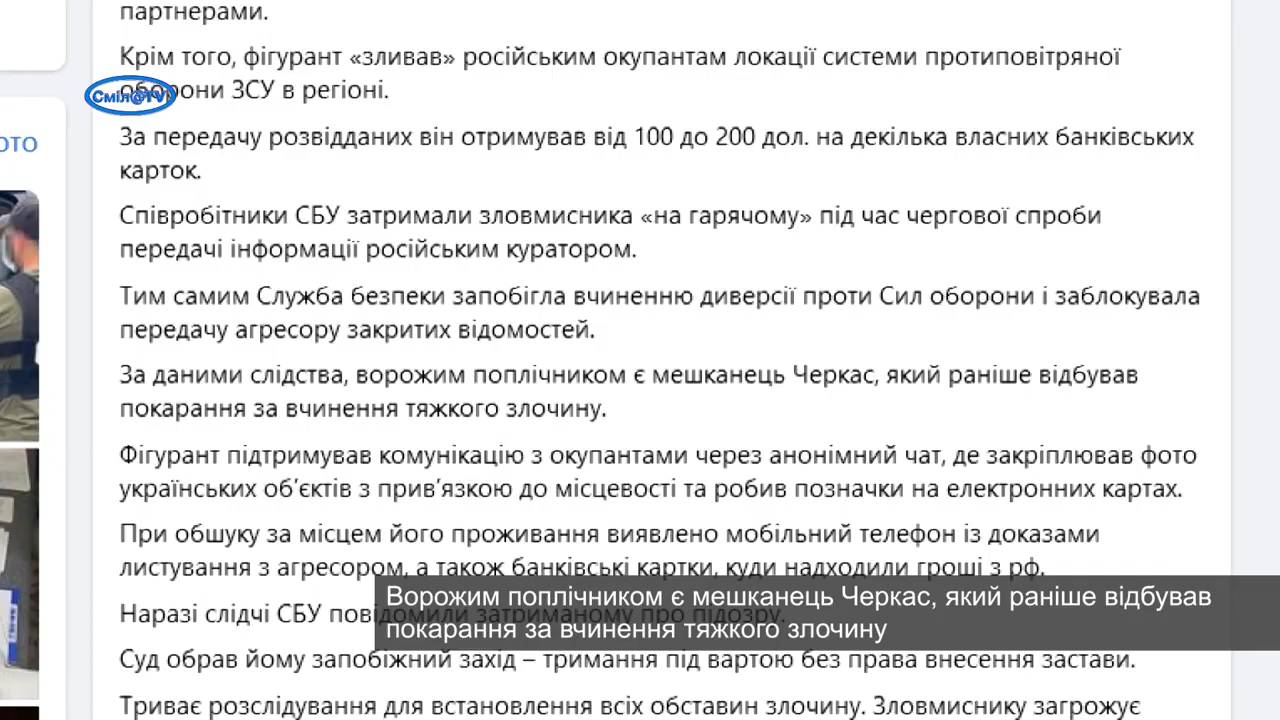 партнерами.
Крім того, фігурант «зливав» російським окупантам локації системи протиповітряної
оборони ЗСУ в регіоні.
Сміл@TV
ото
За передачу розвідданих він отримував від 100 до 200 дол. на декілька власних банківських
карток.
Співробітники СБУ затримали зловмисника «на гарячому» під час чергової спроби
передачі інформації російським куратором.
Тим самим Служба безпеки запобігла вчиненню диверсії проти Сил оборони і заблокувала
передачу агресору закритих відомостей.
За даними слідства, ворожим поплічником є мешканець Черкас, який раніше відбував
покарання за вчинення тяжкого злочину.
Фігурант підтримував комунікацію з окупантами через анонімний чат, де закріплював фото
українських об’єктів з прив’язкою до місцевості та робив позначки на електронних картах.
При обшуку за місцем його проживання виявлено мобільний телефон із доказами
листування з агресором, а також банківські картки, куди надходили гроші з рф.
Наразі слідчі СБУ повідомили затриманому про підозру.
Ворожим поплічником є мешканець Черкас, який раніше відбував
покарання за вчинення тяжкого злочину
Суд обрав йому запобіжний захід – тримання під вартою без права внесення застави.
Триває розслідування для встановлення всіх обставин злочину. Зловмиснику загрожує